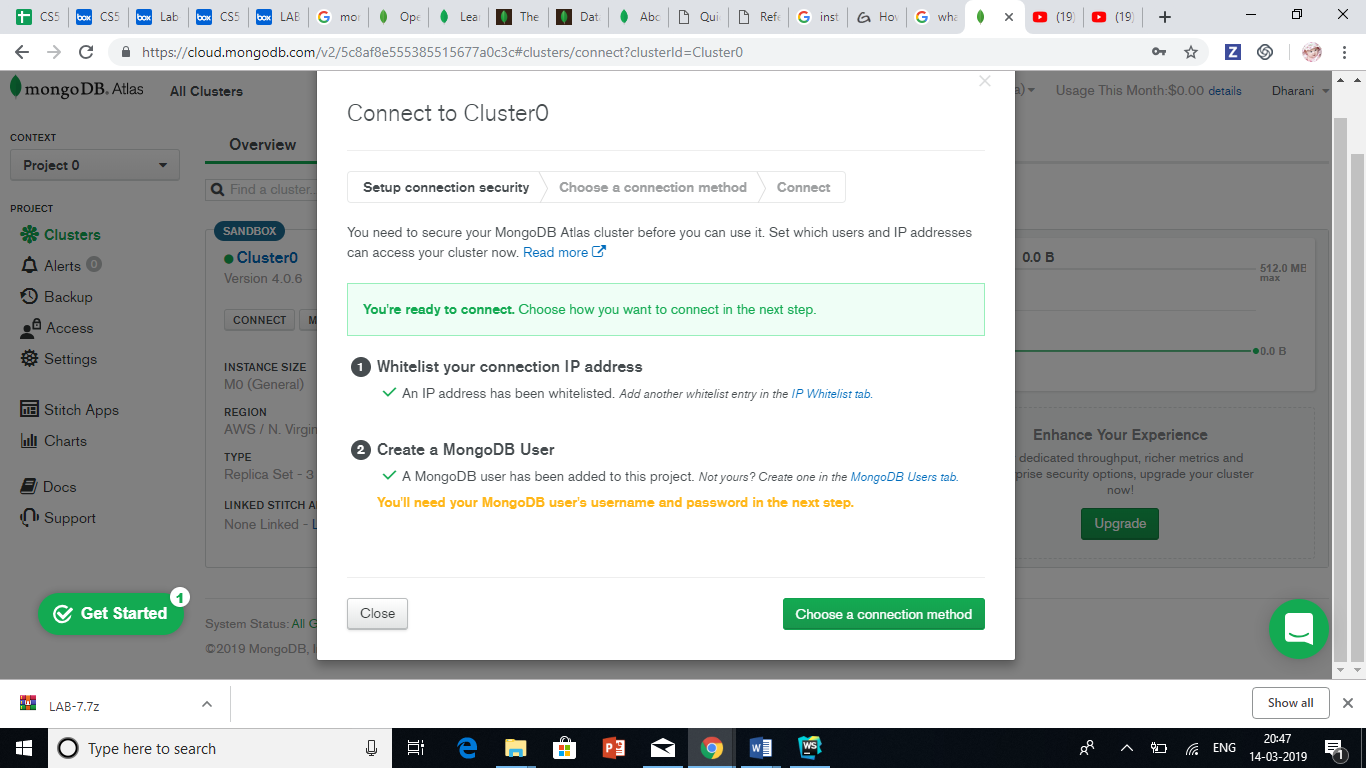 CS5
CS5
Lab
CS5
LAB
mon
Ope
Lea
The
Dat
Abo
Qui
Refe
inst
How
wha
(19)
(19)
https://cloud.mongodb.com/v2/5c8af8e555385515677a0c3c#clusters/connect?clusterId=Cluster0
mongoDB. Atlas
All Clusters
Usage This Month:$0.00 details
Dharani
CONTEXT
Project 0
PROJECT
Clusters
Alerts 0
Backup
Access
Settings
Stitch Apps
Charts
Docs
Support
Get Started 1
Overview
Find a cluster...
SANDBOX
Cluster0
Version 4.0.6
CONNECT
M
INSTANCE SIZE
M0 (General)
REGION
AWS / N. Virgin
TYPE
Replica Set - 3
LINKED STITCH A
None Linked - L
System Status: All G
©2019 MongoDB, I
Connect to Cluster0
Setup connection security
Choose a connection method
Connect
You need to secure your MongoDB Atlas cluster before you can use it. Set which users and IP addresses
can access your cluster now. Read more
You're ready to connect. Choose how you want to connect in the next step.
1 Whitelist your connection IP address
An IP address has been whitelisted. Add another whitelist entry in the IP Whitelist tab.
2 Create a MongoDB User
A MongoDB user has been added to this project. Not yours? Create one in the MongoDB Users tab.
You'll need your MongoDB user's username and password in the next step.
Close
Choose a connection method
0.0 B
512.0 MB
max
0.0 B
Enhance Your Experience
dedicated throughput, richer metrics and
prise security options, upgrade your cluster
now!
Upgrade
LAB-7.7z
Show all
Type here to search
ENG
20:47
14-03-2019
1